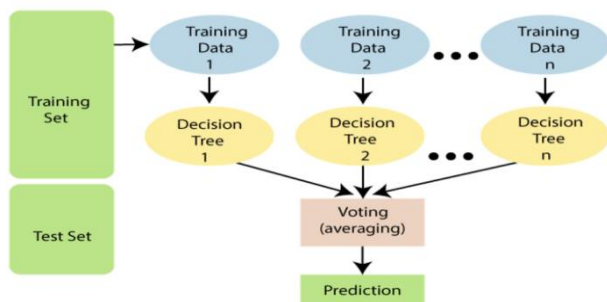 Training
Set
Test Set
Training
Data
1
Training
Data
2
Training
Data
n
Decision
Tree
1
Decision
Tree
2
Decision
Tree
n
Voting
(averaging)
Prediction